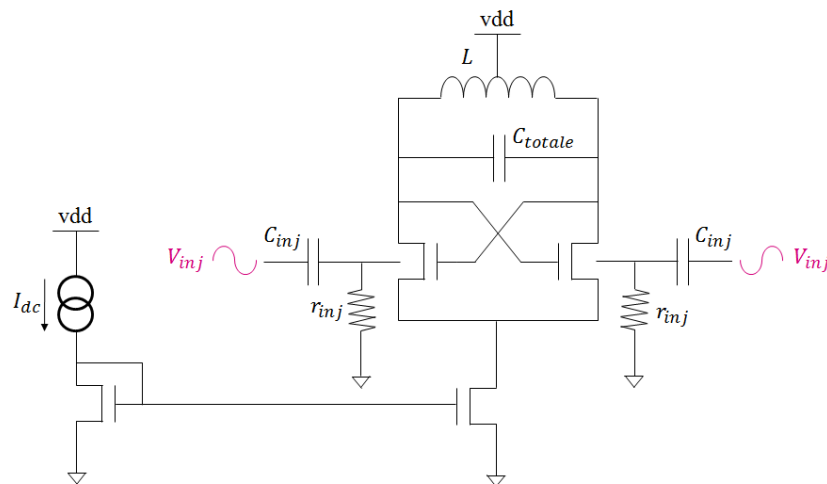 vdd
L
C_totale
vdd
V_inj
C_inj
C_inj
V_inj
I_dc
r_inj
r_inj